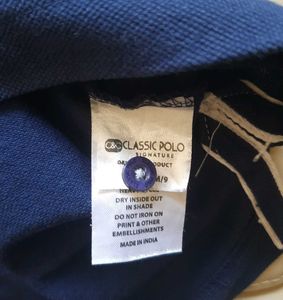 CLASSIC POLO
SIGNATURE
PRODUCT
M/9
DRY INSIDE OUT
IN SHADE
DO NOT IRON ON
PRINT & OTHER
EMBELLISHMENTS
MADE IN INDIA